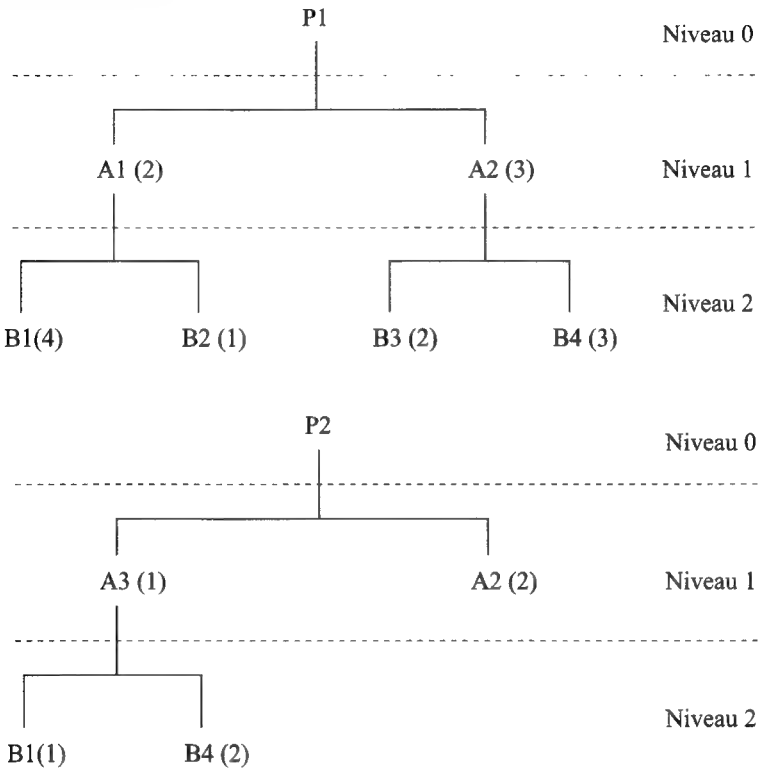 P1
Niveau 0
A1 (2)
A2 (3)
Niveau 1
B1(4)
B2 (1)
B3 (2)
B4 (3)
Niveau 2
P2
Niveau 0
A3 (1)
A2 (2)
Niveau 1
B1(1)
B4 (2)
Niveau 2